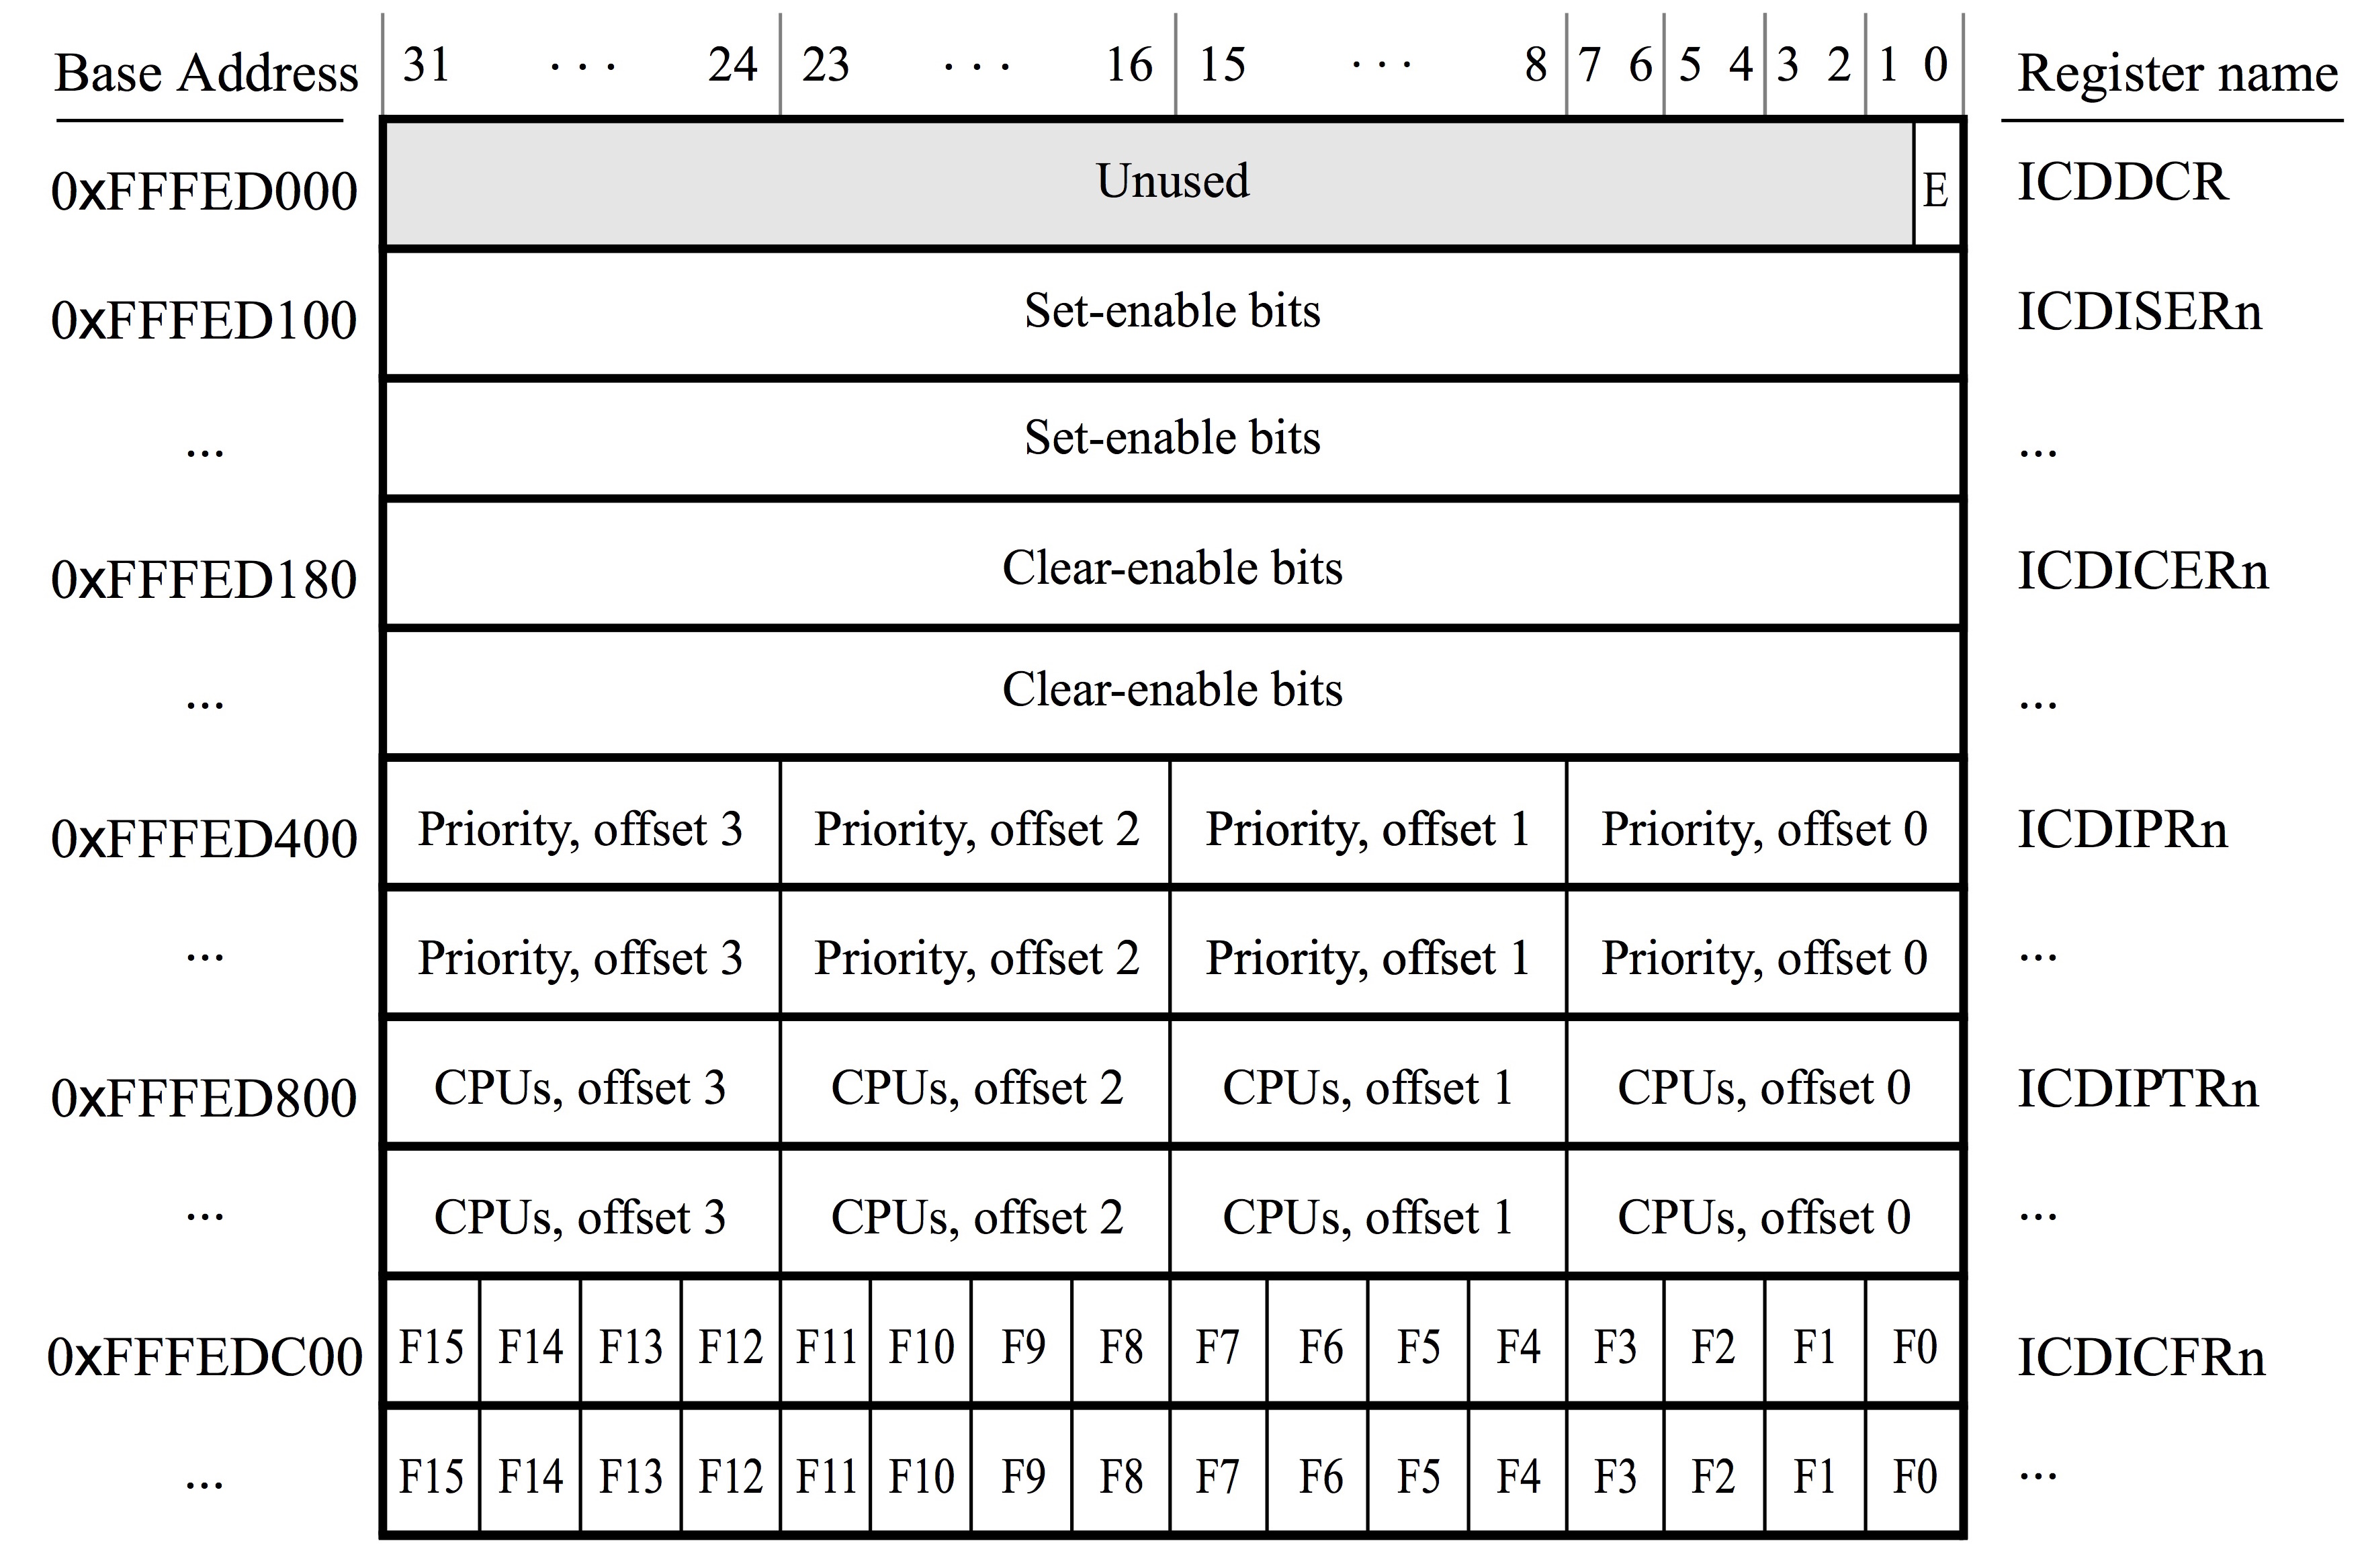 Base Address 31 · · · 24 23 · · · 16 15 · · · 8 7 6 5 4 3 2 1 0 Register name
0xFFFED000 Unused E ICDDCR
0xFFFED100 Set-enable bits ICDISERn
... Set-enable bits ...
0xFFFED180 Clear-enable bits ICDICERn
... Clear-enable bits ...
0xFFFED400 Priority, offset 3 Priority, offset 2 Priority, offset 1 Priority, offset 0 ICDIPRn
... Priority, offset 3 Priority, offset 2 Priority, offset 1 Priority, offset 0 ...
0xFFFED800 CPUs, offset 3 CPUs, offset 2 CPUs, offset 1 CPUs, offset 0 ICDIPTRn
... CPUs, offset 3 CPUs, offset 2 CPUs, offset 1 CPUs, offset 0 ...
0xFFFEDC00 F15 F14 F13 F12 F11 F10 F9 F8 F7 F6 F5 F4 F3 F2 F1 F0 ICDICFRn
... F15 F14 F13 F12 F11 F10 F9 F8 F7 F6 F5 F4 F3 F2 F1 F0 ...